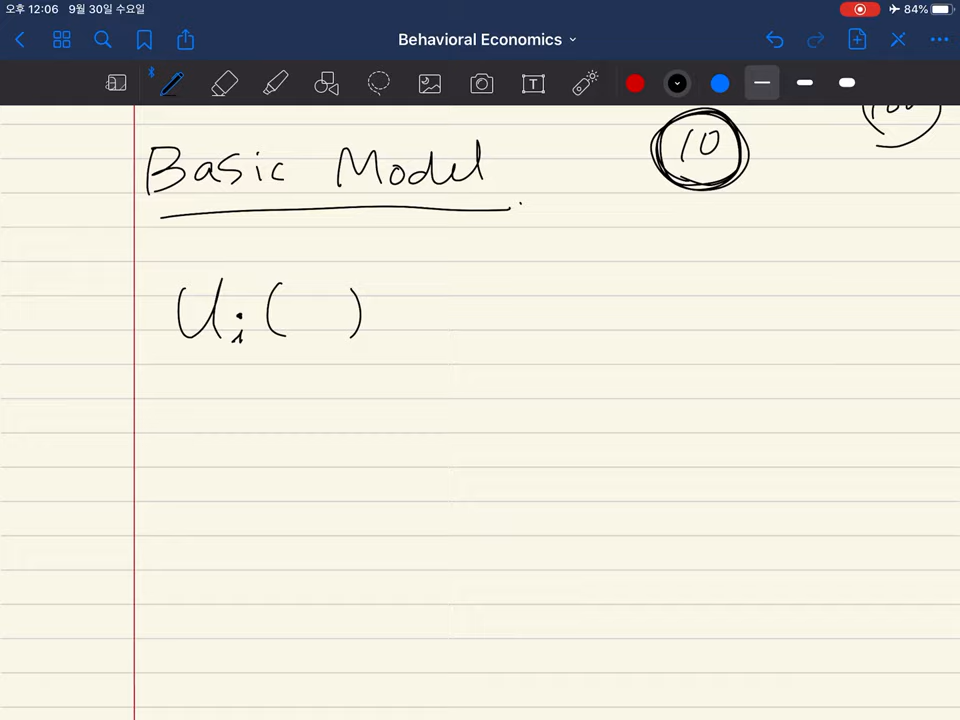 오후 12:06 9월 30일 수요일
84%
Behavioral Economics
T
10
Basic Model
Ui( )